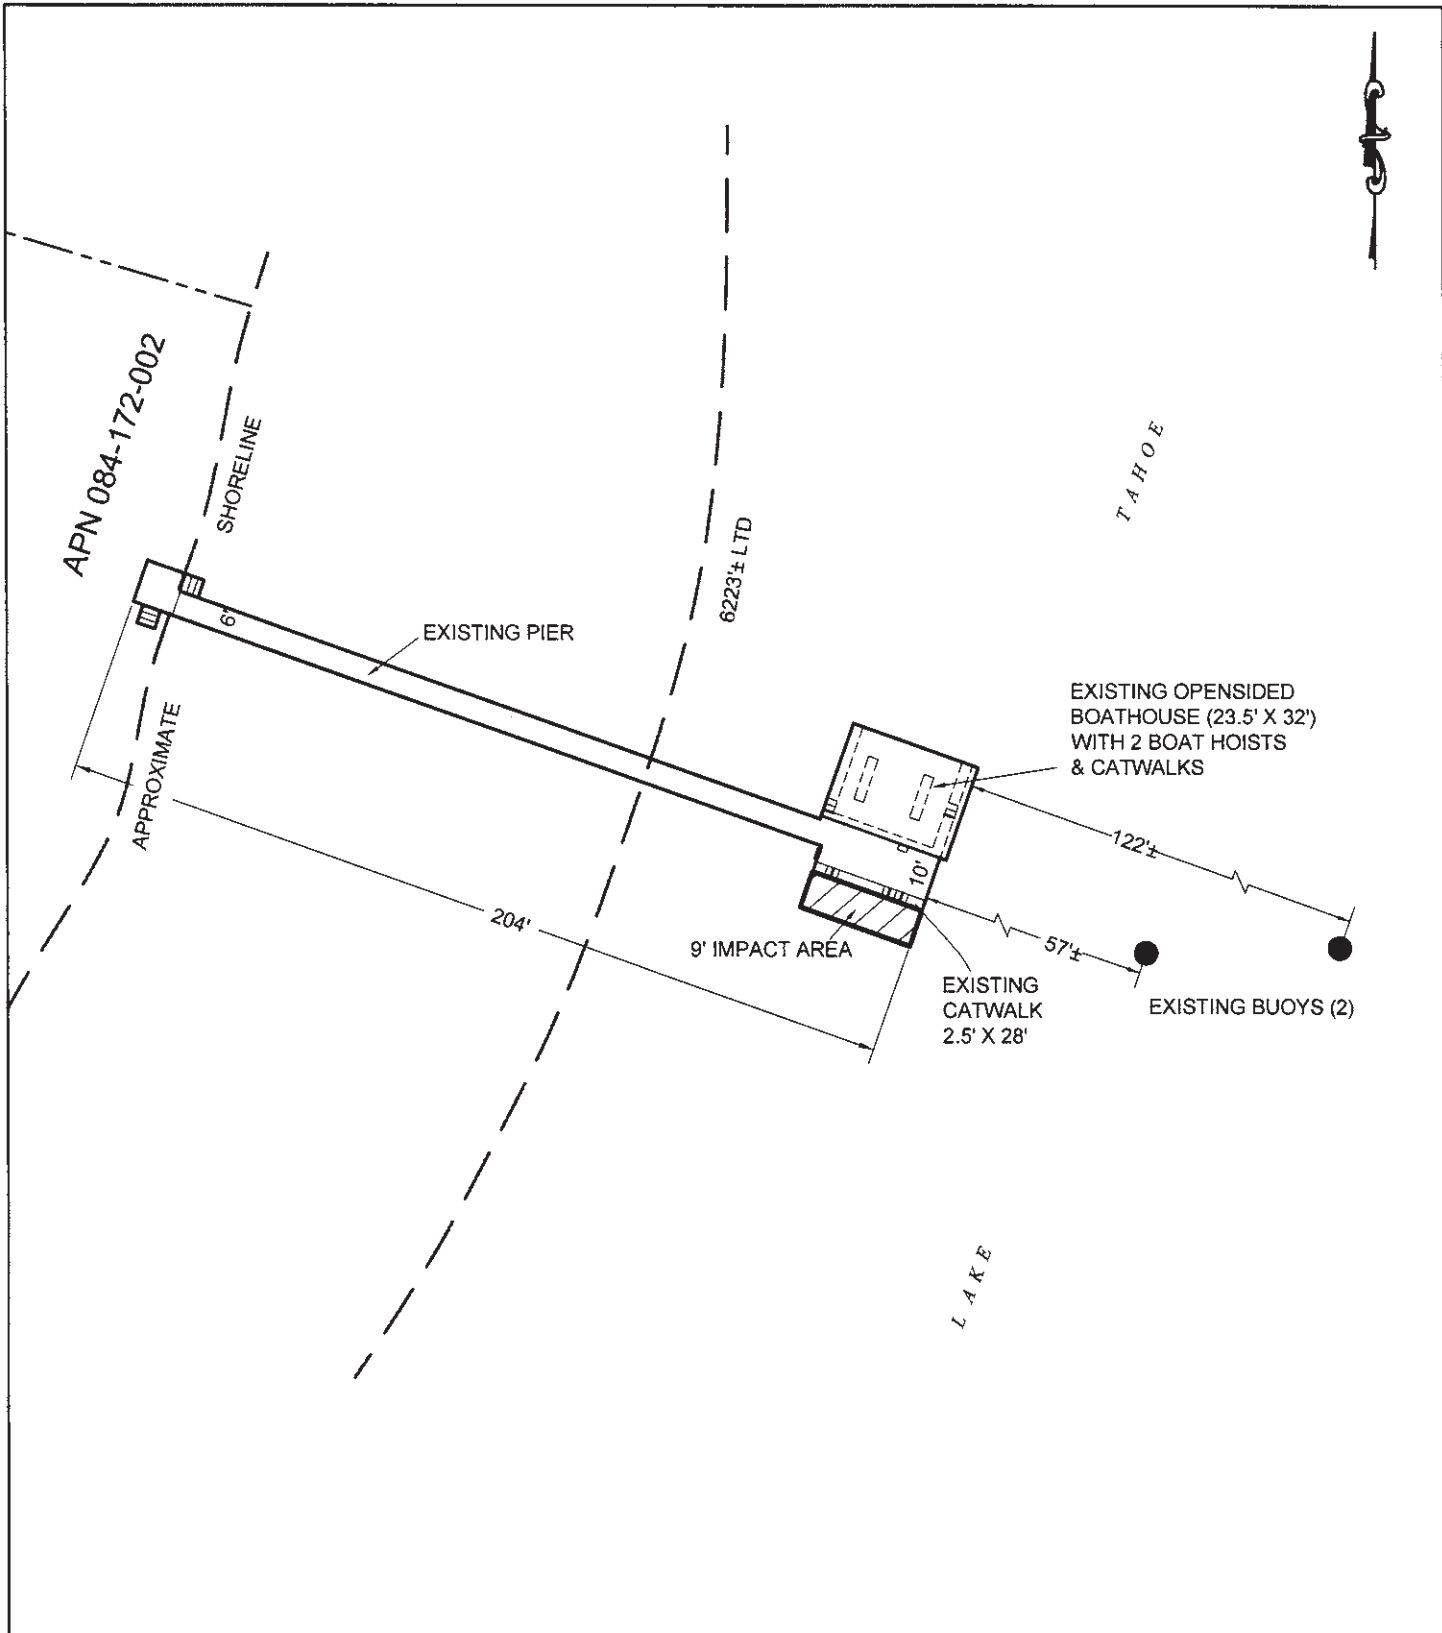 APN 084-172-002
SHORELINE
TAHOE
6223'± LTD
6'
EXISTING PIER
APPROXIMATE
EXISTING OPENSIDED
BOATHOUSE (23.5' X 32')
WITH 2 BOAT HOISTS
& CATWALKS
122'±
10'
204'
9' IMPACT AREA
57'±
EXISTING
CATWALK
2.5' X 28'
EXISTING BUOYS (2)
LAKE